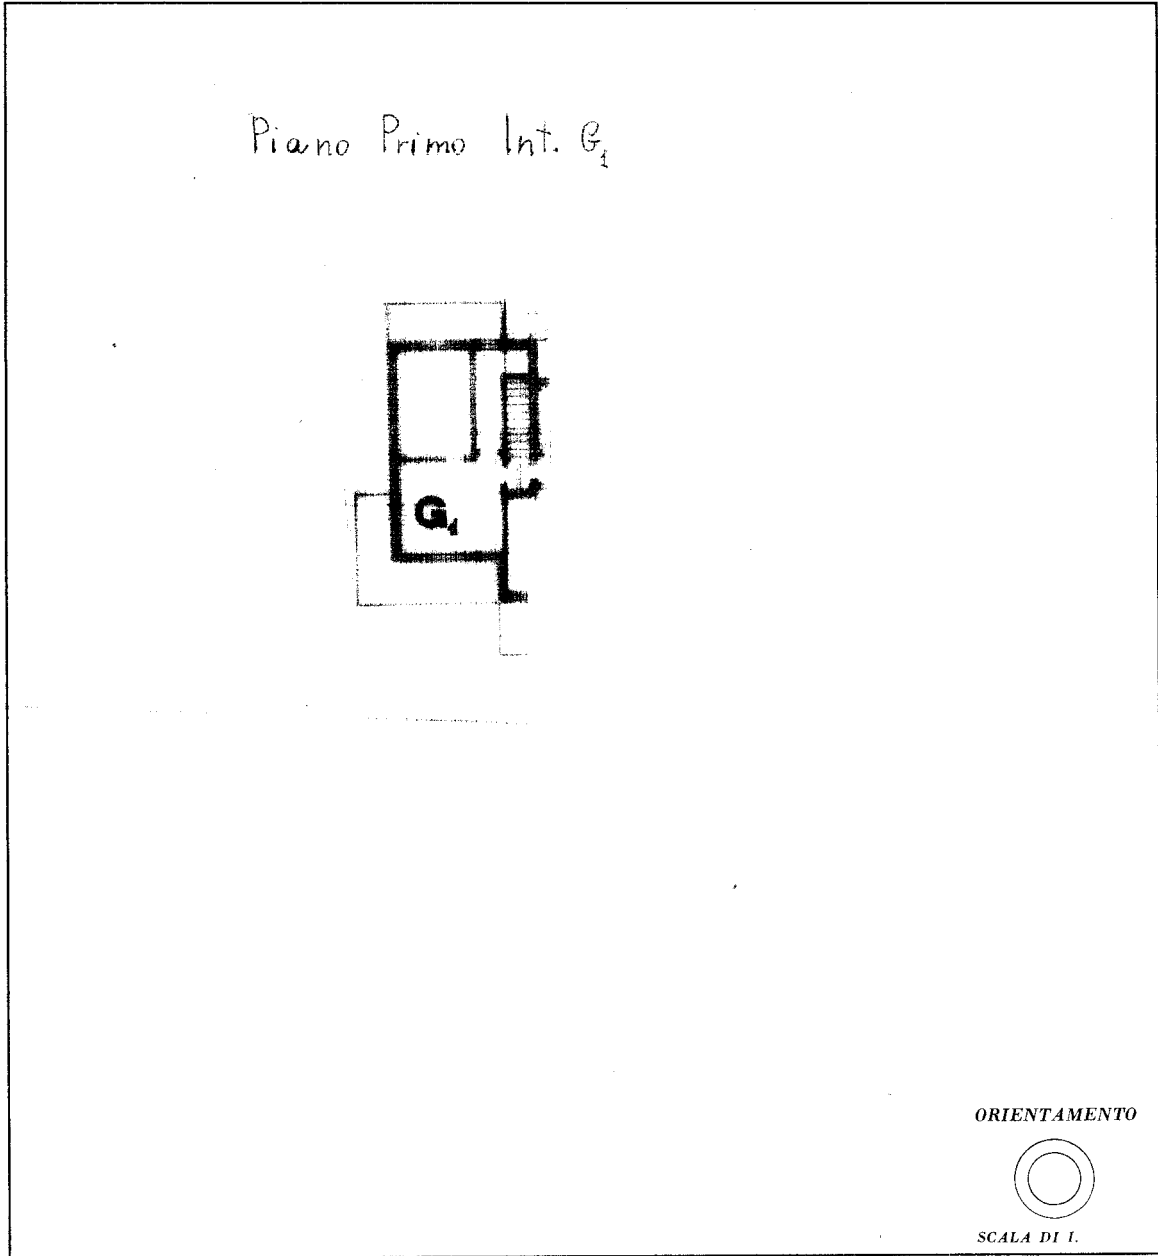 Piano Primo Int. G₁
G₁
ORIENTAMENTO
SCALA DI 1.